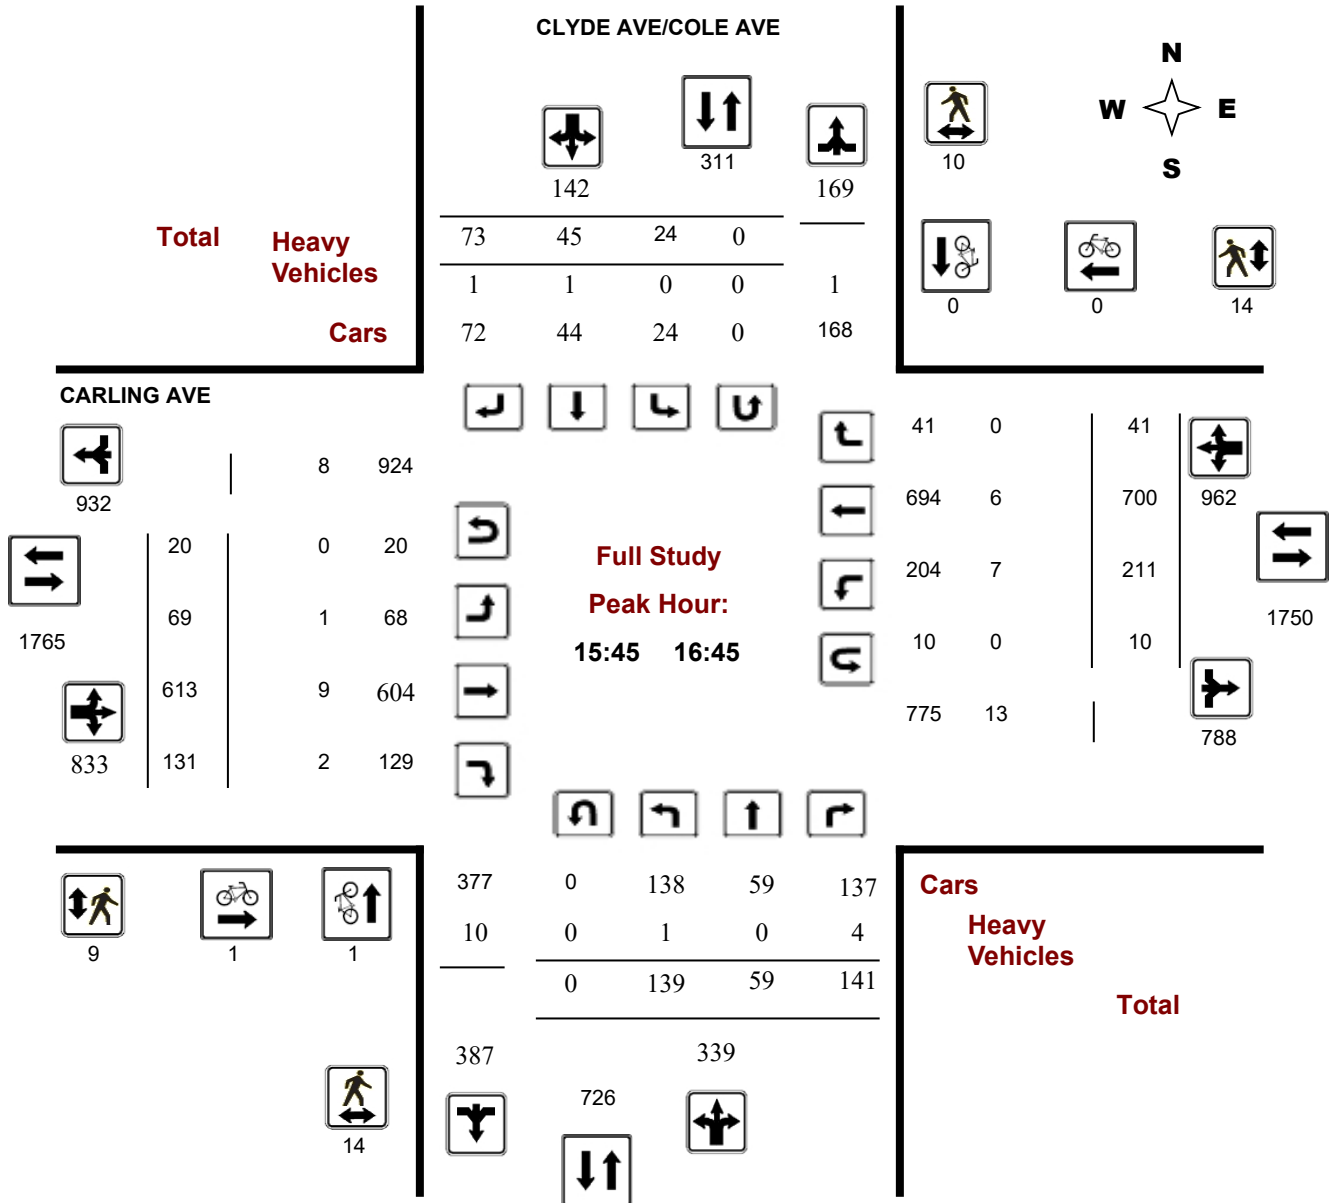 CLYDE AVE/COLE AVE
N
W E
S
311
10
142 169
Total Heavy Vehicles
73 45 24 0
1 1 0 0 1
Cars
72 44 24 0 168
0 0 14
CARLING AVE
41 0 41
8 924
932
694 6 700 962
20 0 20
Full Study
204 7 211
69 1 68
Peak Hour:
1750
1765
15:45 16:45
10 0 10
613 9 604
775 13
788
833 131 2 129
377 0 138 59 137
Cars
10 0 1 0 4
Heavy
Vehicles
9 1 1
0 139 59 141
Total
387 339
726
14